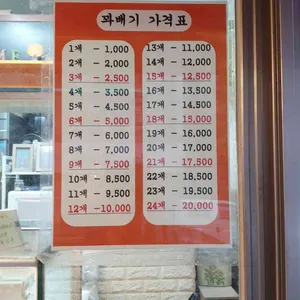 꽈배기 가격표
1개 - 1,000
2개 - 2,000
3개 - 2,500
4개 - 3,500
5개 - 4,500
6개 - 5,000
7개 - 6,000
8개 - 7,000
9개 - 7,500
10개 - 8,500
11개 - 9,500
12개 -10,000
13개 - 11,000
14개 - 12,000
15개 - 12,500
16개 - 13,500
17개 - 14,500
18개 - 15,000
19개 - 16,000
20개 - 17,000
21개 - 17,500
22개 - 18,500
23개 - 19,500
24개 - 20,000